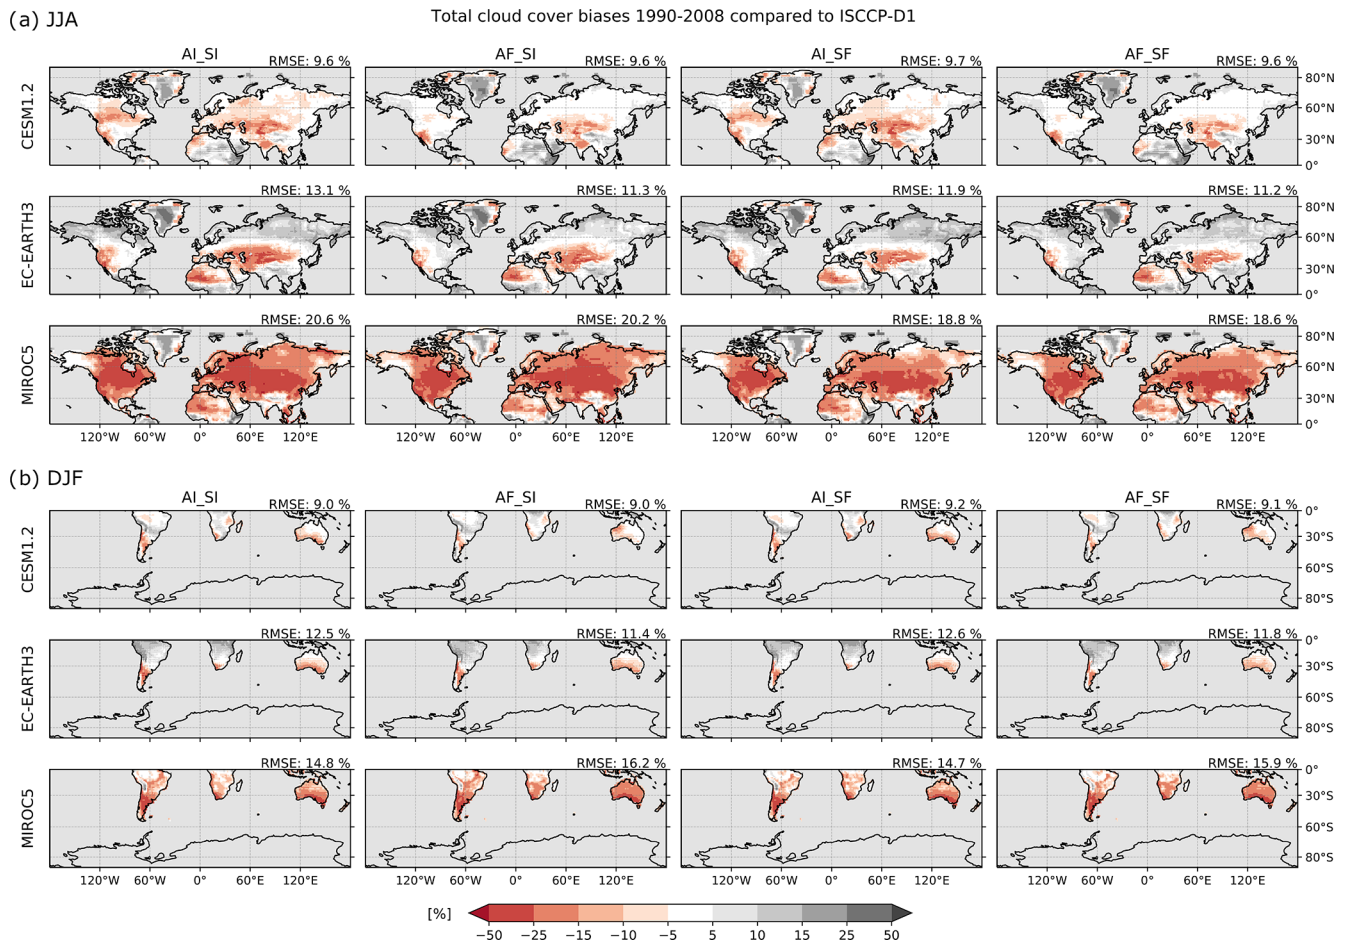 (a) JJA
Total cloud cover biases 1990-2008 compared to ISCCP-D1
AI_SI AF_SI AI_SF AF_SF
RMSE: 9.6 % RMSE: 9.6 % RMSE: 9.7 % RMSE: 9.6 %
CESM1.2
80°N
60°N
30°N
0°
RMSE: 13.1 % RMSE: 11.3 % RMSE: 11.9 % RMSE: 11.2 %
EC-EARTH3
80°N
60°N
30°N
0°
RMSE: 20.6 % RMSE: 20.2 % RMSE: 18.8 % RMSE: 18.6 %
MIROC5
80°N
60°N
30°N
0°
120°W 60°W 0° 60°E 120°E 120°W 60°W 0° 60°E 120°E 120°W 60°W 0° 60°E 120°E 120°W 60°W 0° 60°E 120°E
(b) DJF
AI_SI AF_SI AI_SF AF_SF
RMSE: 9.0 % RMSE: 9.0 % RMSE: 9.2 % RMSE: 9.1 %
CESM1.2
0°
30°S
60°S
80°S
RMSE: 12.5 % RMSE: 11.4 % RMSE: 12.6 % RMSE: 11.8 %
EC-EARTH3
0°
30°S
60°S
80°S
RMSE: 14.8 % RMSE: 16.2 % RMSE: 14.7 % RMSE: 15.9 %
MIROC5
0°
30°S
60°S
80°S
120°W 60°W 0° 60°E 120°E 120°W 60°W 0° 60°E 120°E 120°W 60°W 0° 60°E 120°E 120°W 60°W 0° 60°E 120°E
[%]
−50 −25 −15 −10 −5 5 10 15 25 50